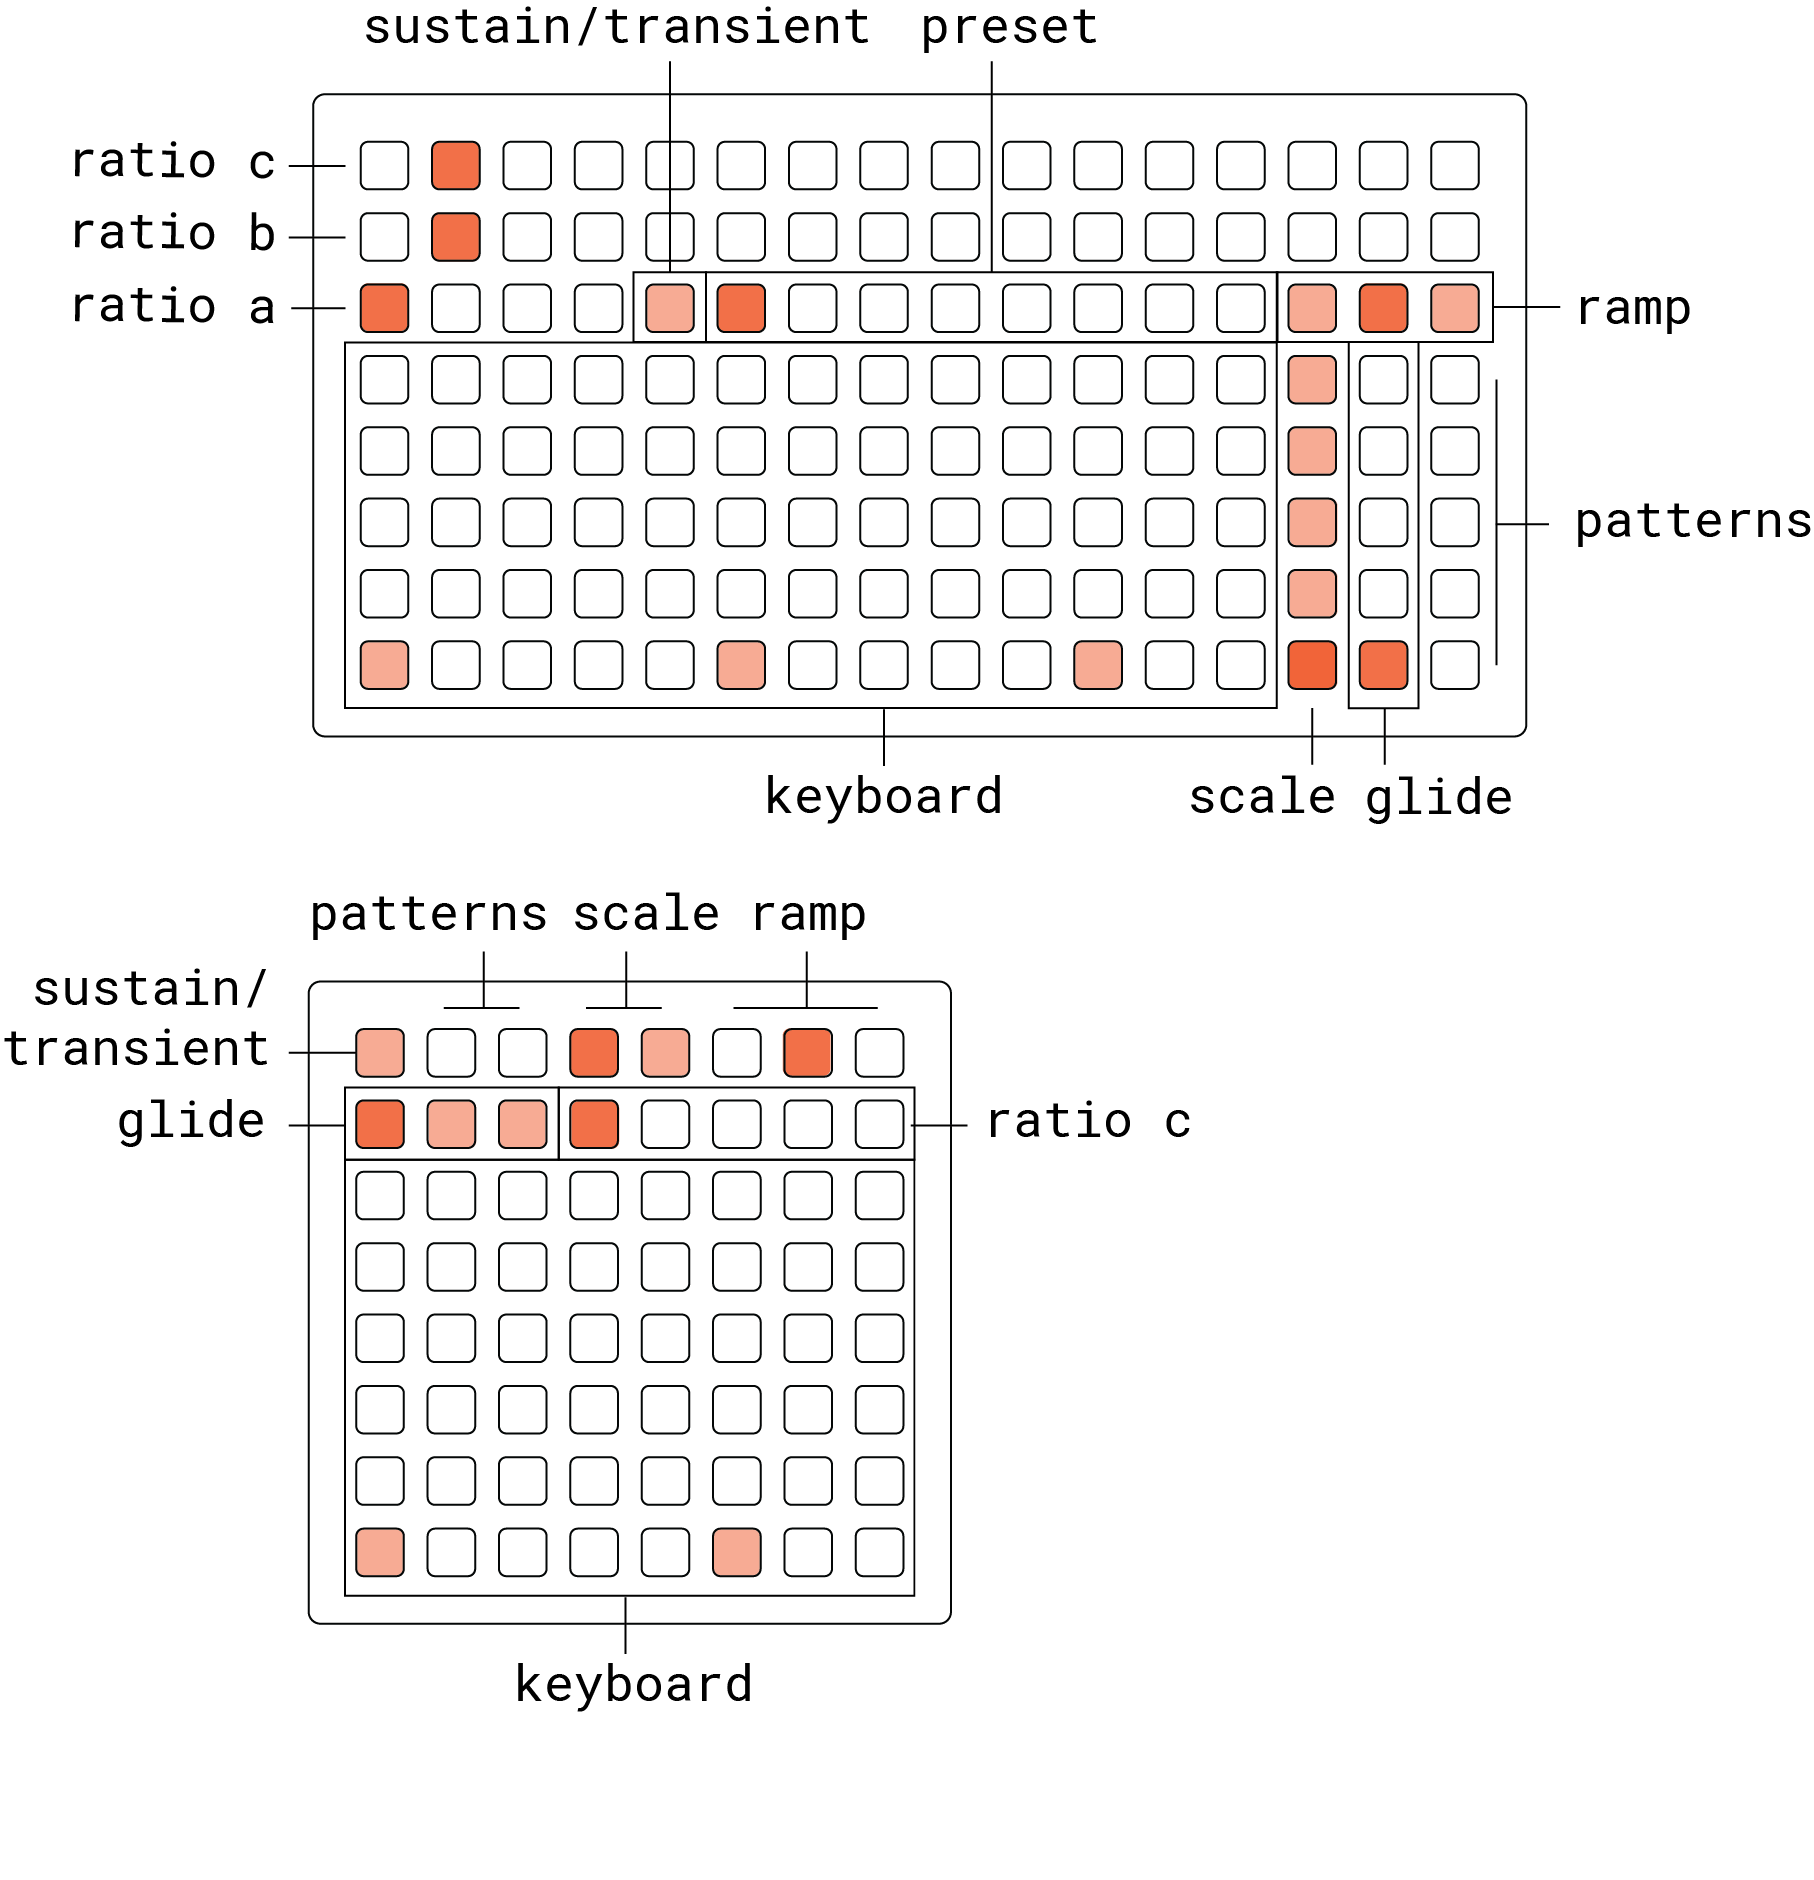 sustain/transient preset
ratio c
ratio b
ratio a
ramp
patterns
keyboard
scale glide
patterns scale ramp
sustain/
transient
glide
ratio c
keyboard